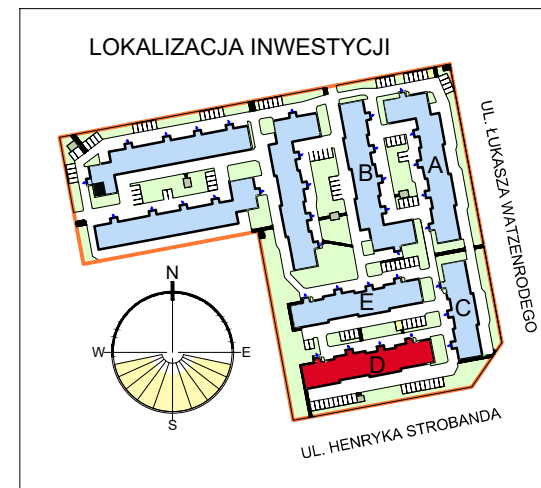 LOKALIZACJA INWESTYCJI
UL. ŁUKASZA WATZENRODEGO
A
B
C
E
D
N
W
E
S
UL. HENRYKA STROBANDA